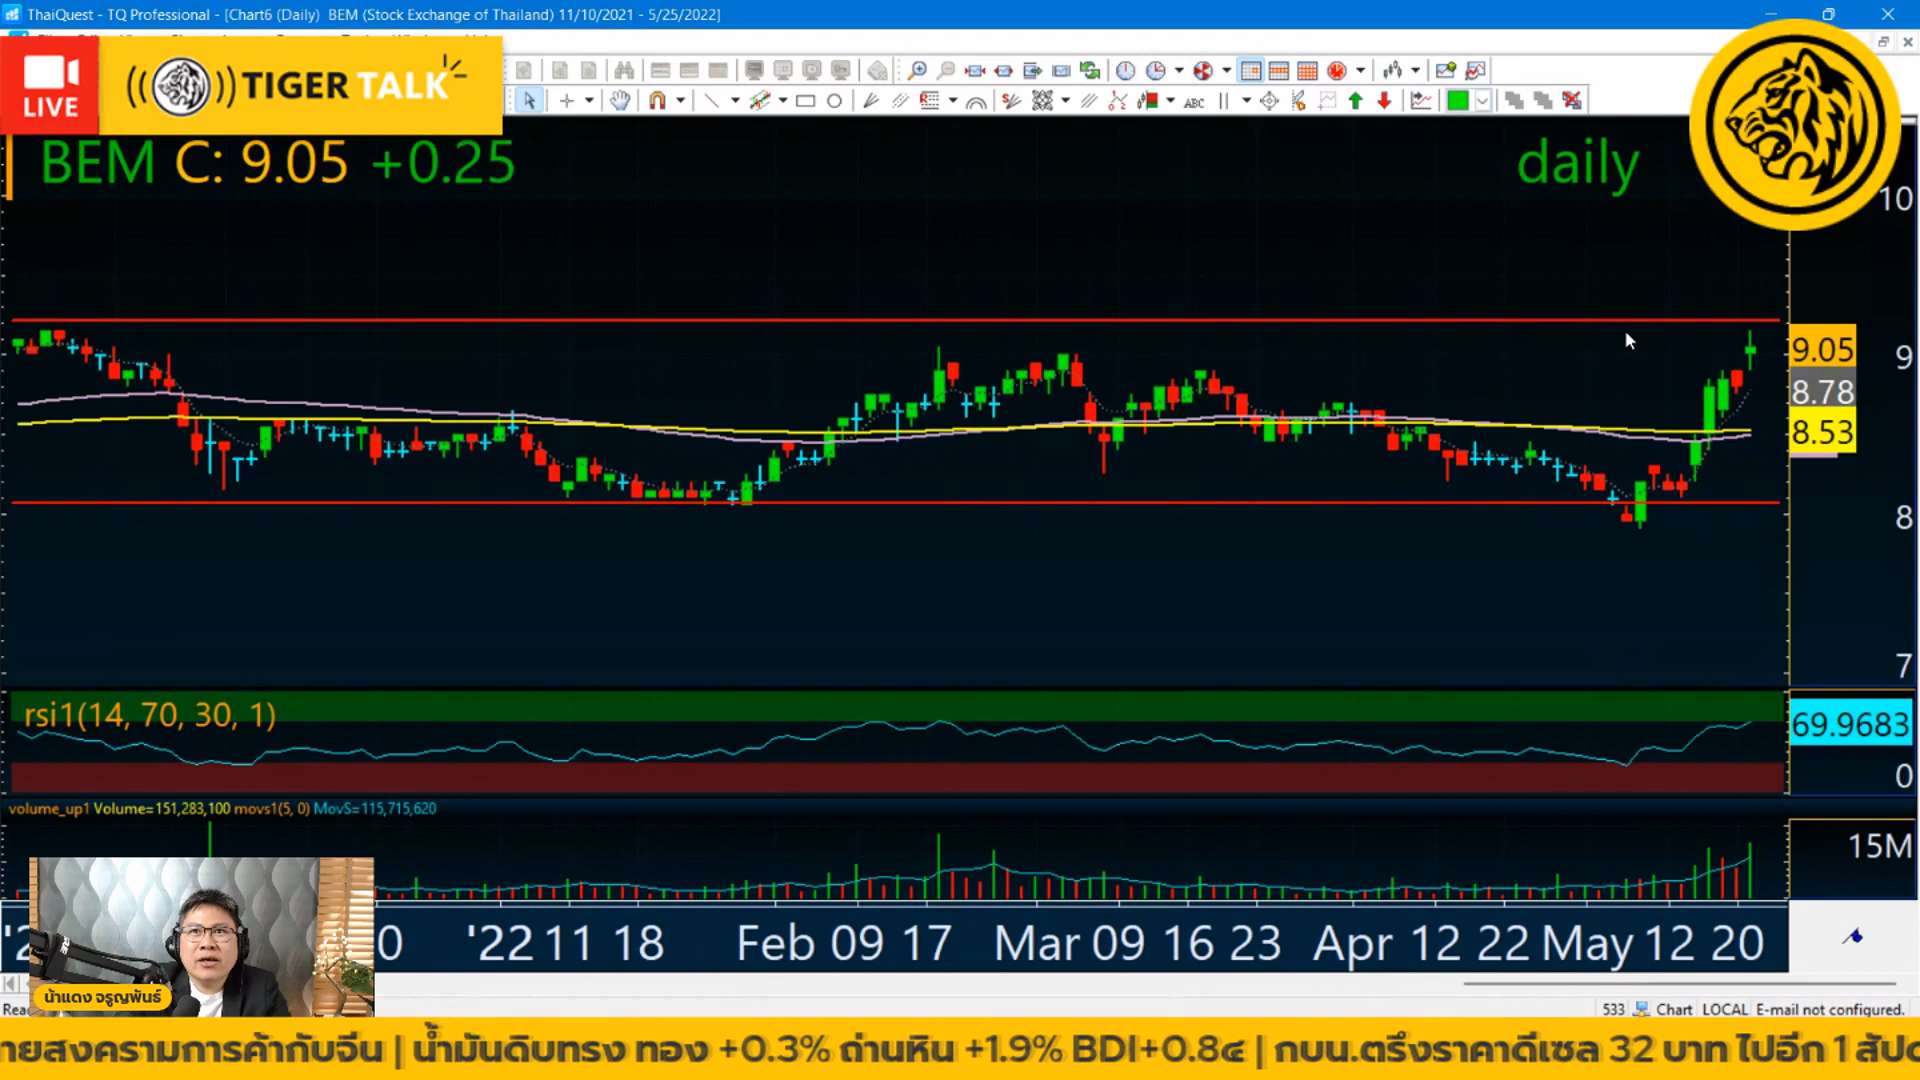 ThaiQuest - TQ Professional - [Chart6 (Daily)  BEM (Stock Exchange of Thailand) 11/10/2021 - 5/25/2022]
LIVE
TIGER TALK
ABC
BEM C: 9.05 +0.25
daily
10
9.05
9
8.78
8.53
8
7
rsi1(14, 70, 30, 1)
69.9683
0
volume_up1 Volume=151,283,100 movs1(5, 0) MovS=115,715,620
15M
0 '22 11 18 Feb 09 17 Mar 09 16 23 Apr 12 22 May 12 20
น้าแดง จรูญพันธ์
533 Chart LOCAL E-mail not configured.
ายสงครามการค้ากับจีน | น้ำมันดิบทรง ทอง +0.3% ถ่านหิน +1.9% BDI+0.8๔ | กบน.ตรึงราคาดีเซล 32 บาท ไปอีก 1